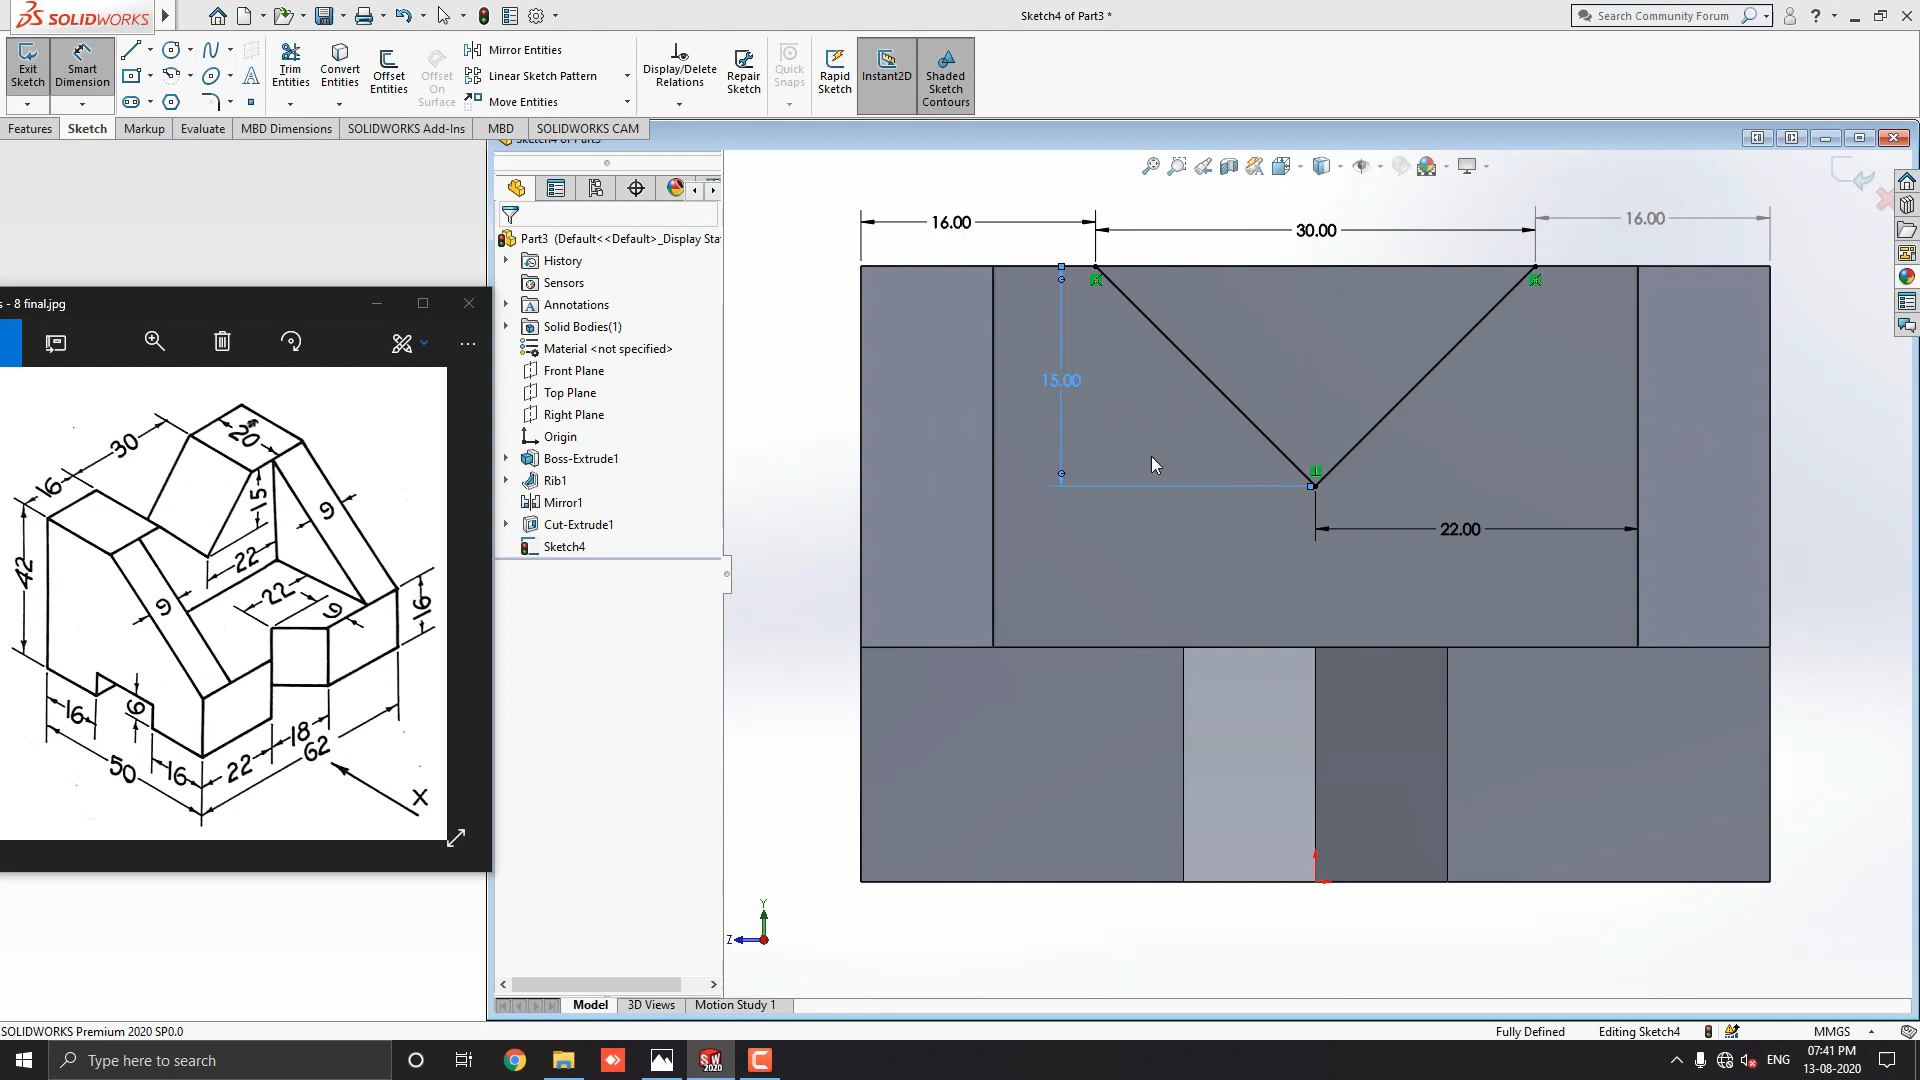 SOLIDWORKS
Sketch4 of Part3 *
Search Community Forum
Exit Sketch
Smart Dimension
Trim Entities
Convert Entities
Offset Entities
Offset On Surface
Mirror Entities
Linear Sketch Pattern
Move Entities
Display/Delete Relations
Repair Sketch
Quick Snaps
Rapid Sketch
Instant2D
Shaded Sketch Contours
Features
Sketch
Markup
Evaluate
MBD Dimensions
SOLIDWORKS Add-Ins
MBD
SOLIDWORKS CAM
Sketch4 of Part3
Part3 (Default<<Default>_Display Sta
History
Sensors
Annotations
Solid Bodies(1)
Material <not specified>
Front Plane
Top Plane
Right Plane
Origin
Boss-Extrude1
Rib1
Mirror1
Cut-Extrude1
Sketch4
s - 8 final.jpg
30
20
16
15
9
42
22
22
9
9
16
16
6
18
50
16
22
62
X
16.00
30.00
16.00
15.00
22.00
Y
Z
Model
3D Views
Motion Study 1
SOLIDWORKS Premium 2020 SP0.0
Fully Defined
Editing Sketch4
MMGS
Type here to search
SW 2020
ENG
07:41 PM
13-08-2020